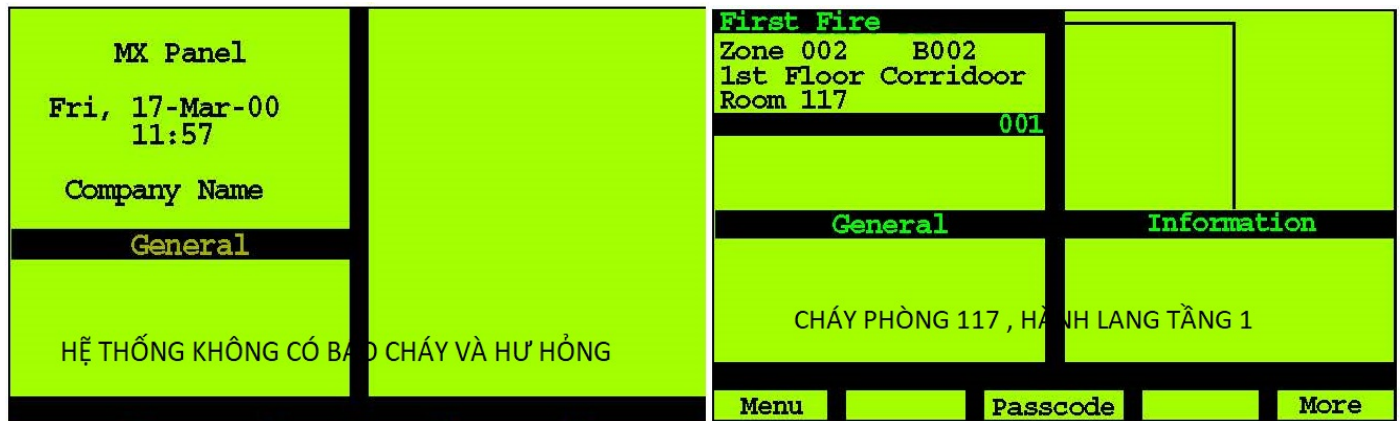 MX Panel
Fri, 17-Mar-00
11:57
Company Name
General
HỆ THỐNG KHÔNG CÓ BÁO CHÁY VÀ HƯ HỎNG
First Fire
Zone 002 B002
1st Floor Corridoor
Room 117
001
General Information
CHÁY PHÒNG 117 , HÀNH LANG TẦNG 1
Menu Passcode More